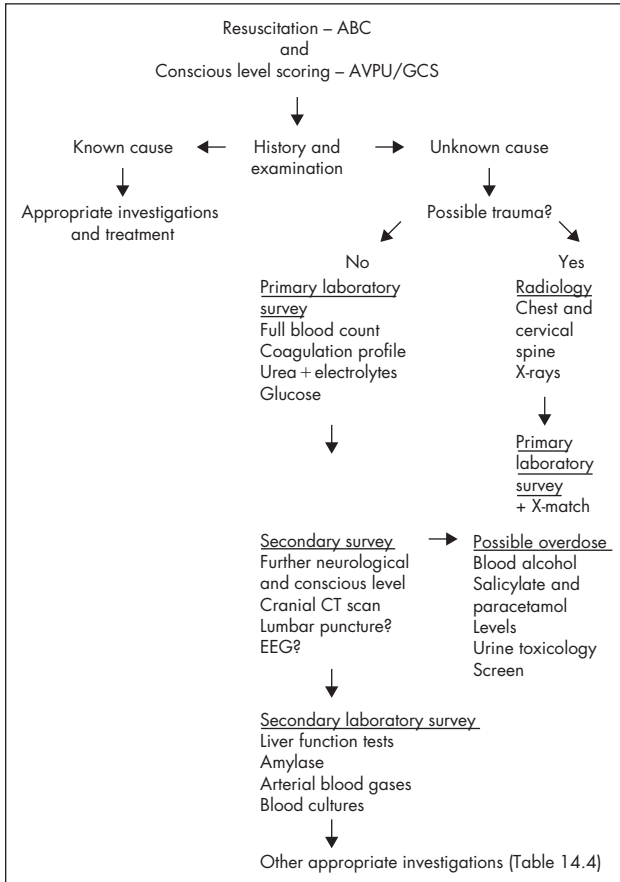 Resuscitation – ABC
and
Conscious level scoring – AVPU/GCS
Known cause
History and
examination
Unknown cause
Appropriate investigations
and treatment
Possible trauma?
No
Primary laboratory
survey
Full blood count
Coagulation profile
Urea + electrolytes
Glucose
Yes
Radiology
Chest and
cervical
spine
X-rays
Primary
laboratory
survey
+ X-match
Secondary survey
Further neurological
and conscious level
Cranial CT scan
Lumbar puncture?
EEG?
Possible overdose
Blood alcohol
Salicylate and
paracetamol
Levels
Urine toxicology
Screen
Secondary laboratory survey
Liver function tests
Amylase
Arterial blood gases
Blood cultures
Other appropriate investigations (Table 14.4)